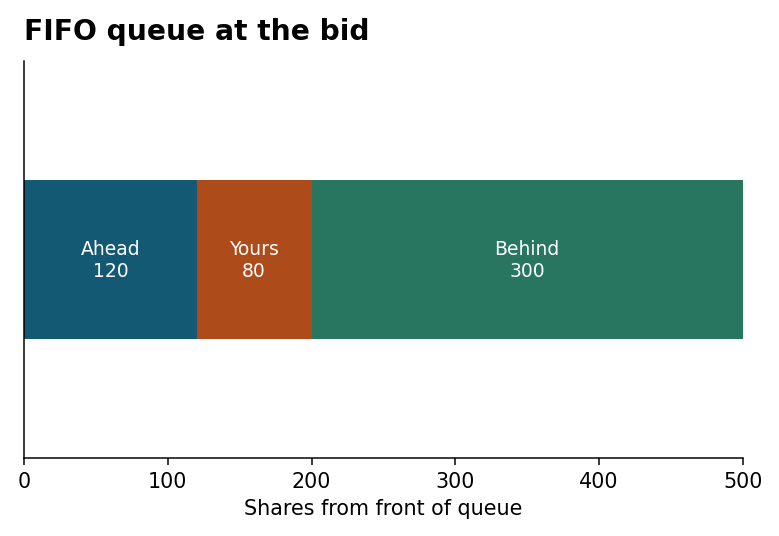 FIFO queue at the bid
Ahead
120
Yours
80
Behind
300
0 100 200 300 400 500
Shares from front of queue